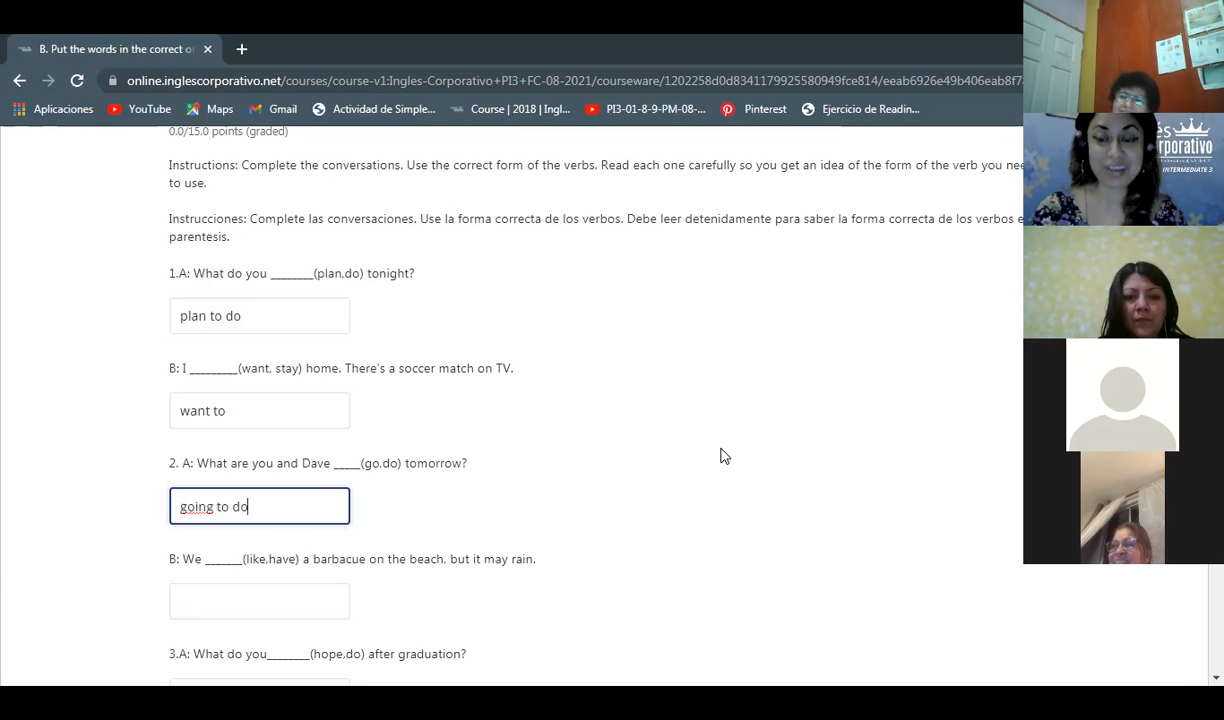 B. Put the words in the correct or
online.inglescorporativo.net/courses/course-v1:Ingles-Corporativo+PI3+FC-08-2021/courseware/1202258d0d8341179925580949fce814/eeab6926e49b406eab8f7
Aplicaciones YouTube Maps Gmail Actividad de Simple... Course | 2018 | Ingl... PI3-01-8-9-PM-08-... Pinterest Ejercicio de Readin...
0.0/15.0 points (graded)
Instructions: Complete the conversations. Use the correct form of the verbs. Read each one carefully so you get an idea of the form of the verb you nee
to use.
Instrucciones: Complete las conversaciones. Use la forma correcta de los verbos. Debe leer detenidamente para saber la forma correcta de los verbos e
parentesis.
1.A: What do you ________(plan,do) tonight?
plan to do
B: I _________(want, stay) home. There's a soccer match on TV.
want to
2. A: What are you and Dave _____(go,do) tomorrow?
going to do
B: We _______(like,have) a barbacue on the beach, but it may rain.
3.A: What do you________(hope,do) after graduation?
és
rporativo
INTERMEDIATE 3